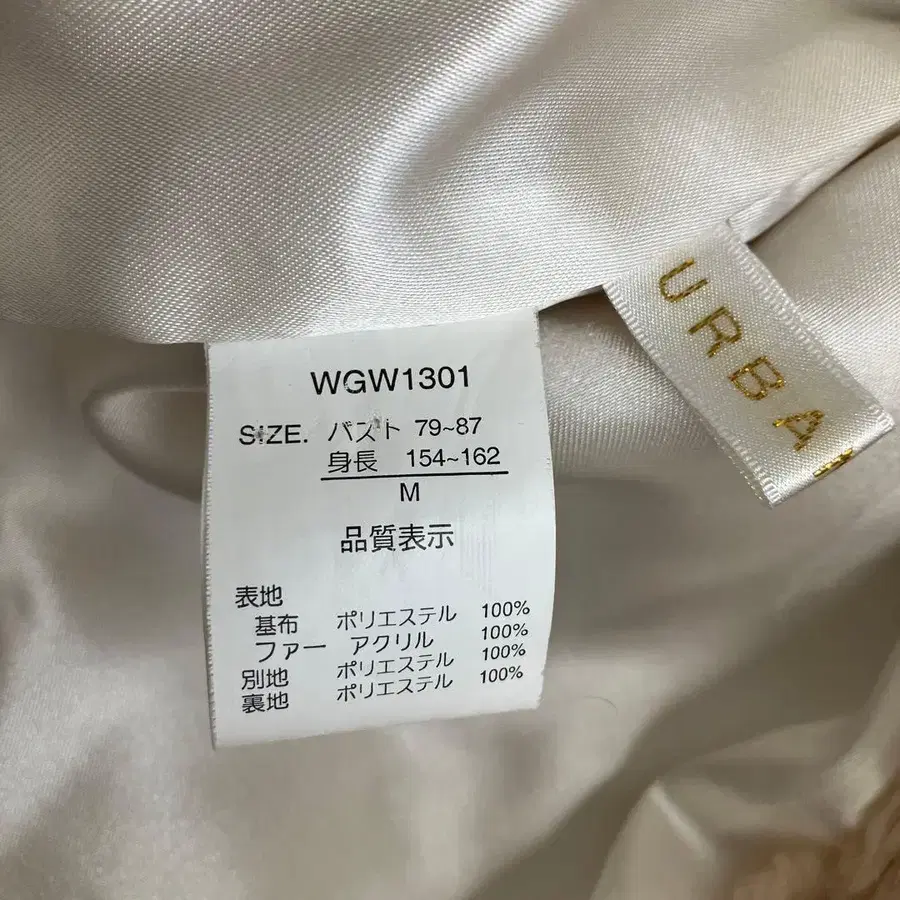 WGW1301
SIZE. バスト 79~87
身長 154~162
M
品質表示
表地
基布 ポリエステル 100%
ファー アクリル 100%
別地 ポリエステル 100%
裏地 ポリエステル 100%
URBA